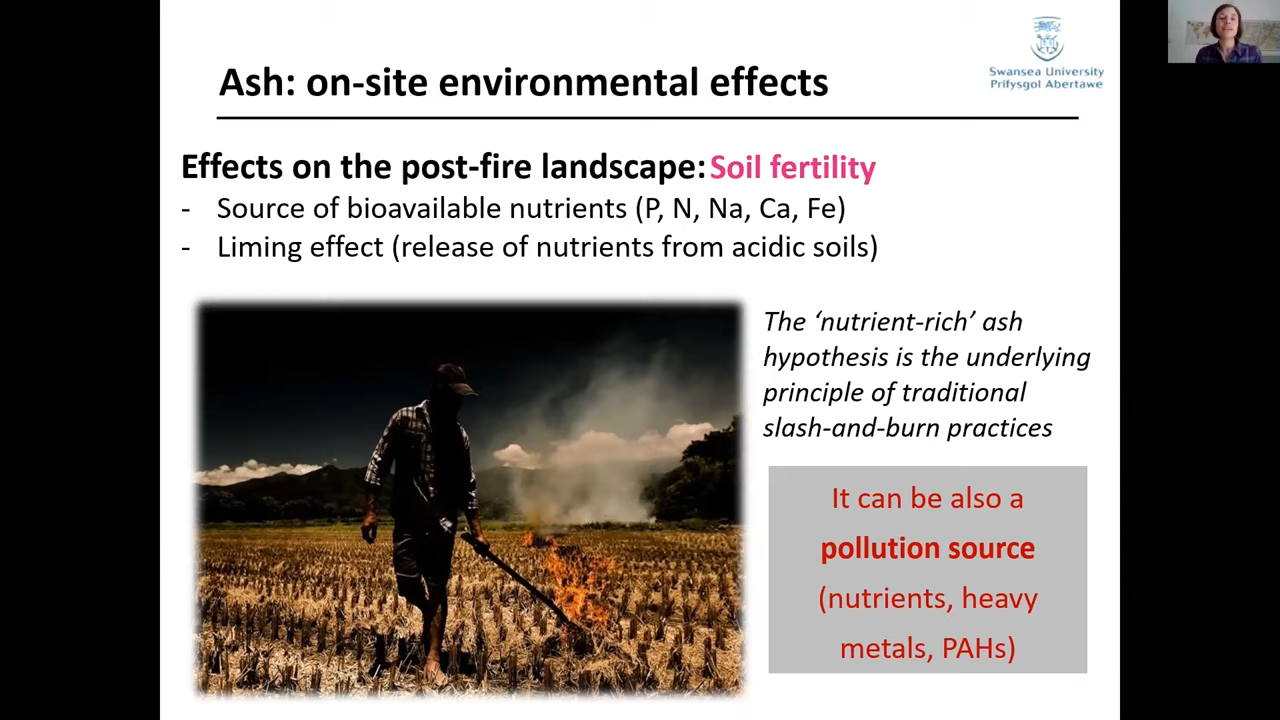 Ash: on-site environmental effects
Swansea University
Prifysgol Abertawe
Effects on the post-fire landscape: Soil fertility
- Source of bioavailable nutrients (P, N, Na, Ca, Fe)
- Liming effect (release of nutrients from acidic soils)
The ‘nutrient-rich’ ash
hypothesis is the underlying
principle of traditional
slash-and-burn practices
It can be also a
pollution source
(nutrients, heavy
metals, PAHs)